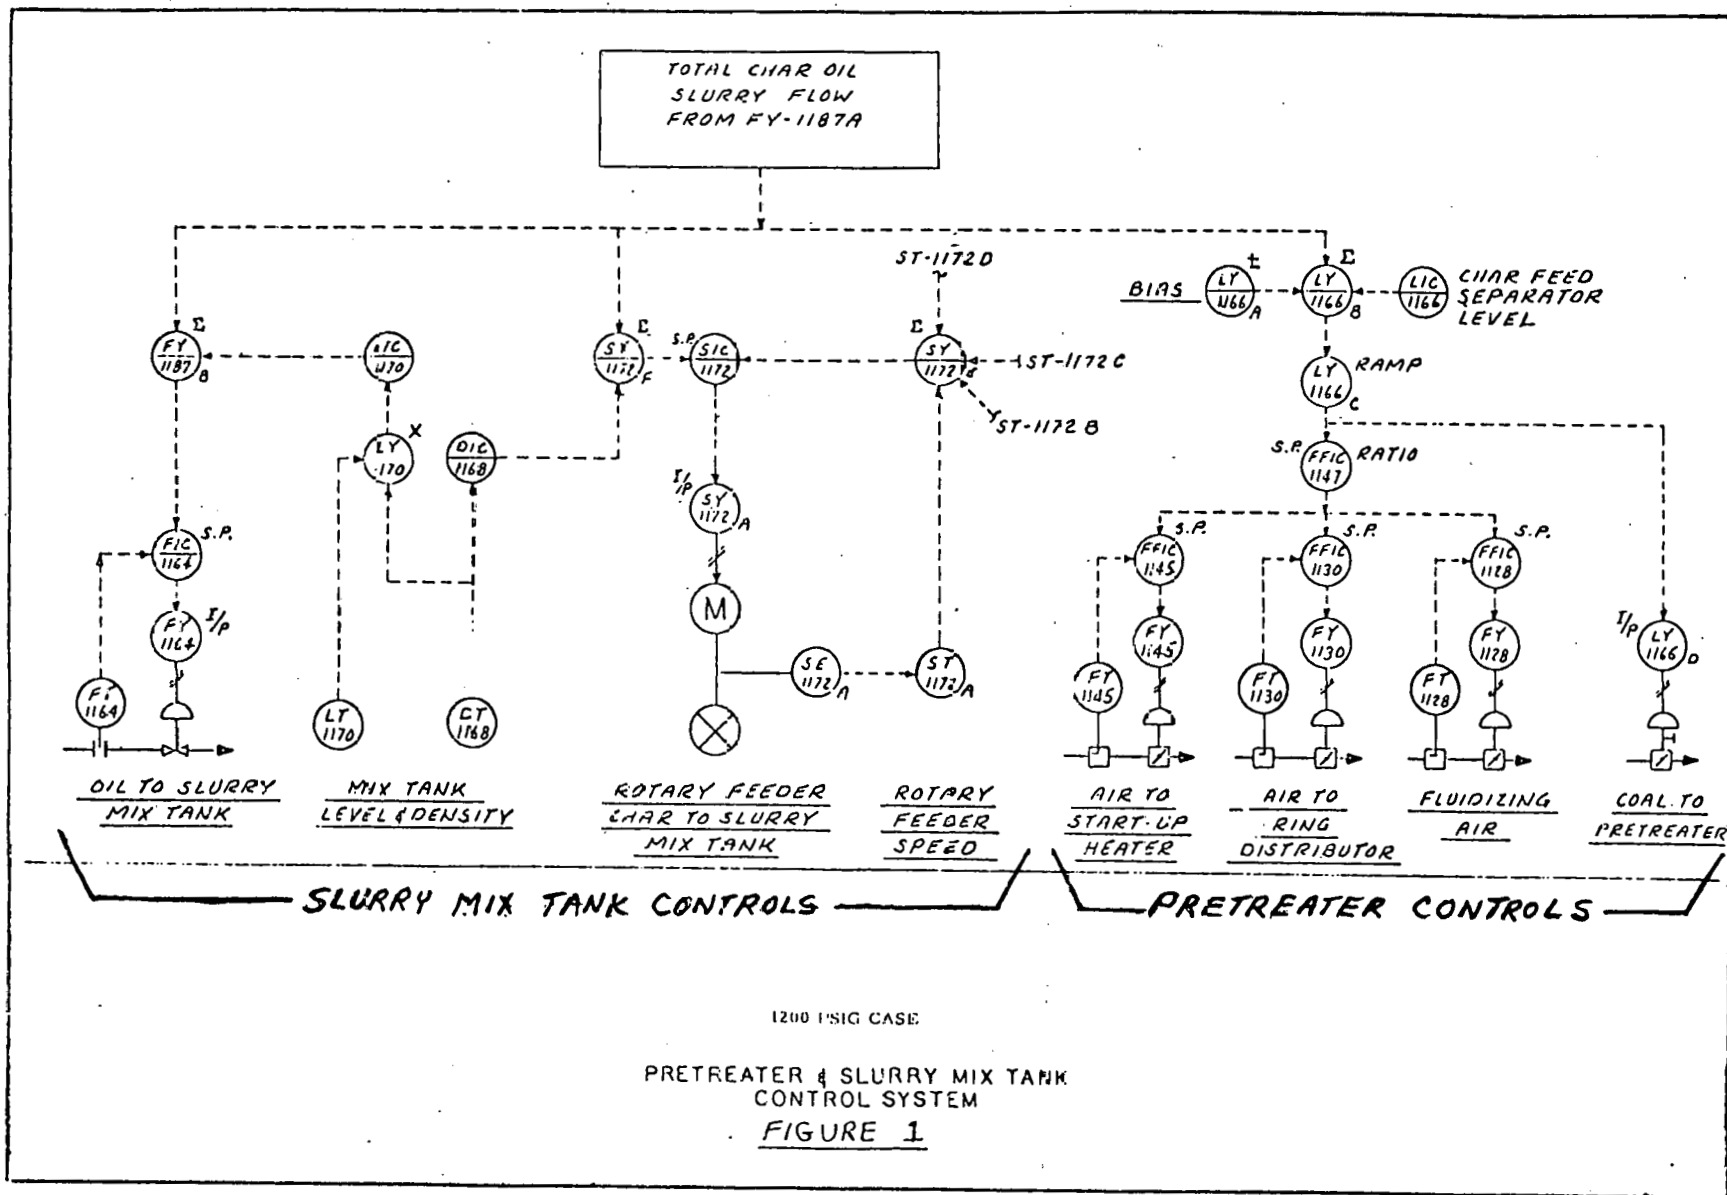 TOTAL CHAR OIL
SLURRY FLOW
FROM FY-1187A
ST-1172D
BIAS
LY
1166
A
±
Σ
LY
1166
B
LIC
1166
CHAR FEED
SEPARATOR
LEVEL
Σ
FY
1187
B
1170
Σ
SY
1172
F
S.P.
SIC
1172
Σ
SY
1172
ST-1172C
ST-1172B
LY
1166
C
RAMP
LY
170
X
DIC
1168
S.P.
FFIC
1147
RATIO
I/P
SY
1172
A
FIC
1164
S.P.
S.P.
FFIC
1145
S.P.
FFIC
1130
S.P.
FFIC
1128
FY
1164
I/P
M
FY
1145
FY
1130
FY
1128
I/P
LY
1166
D
FT
1164
LT
1170
1168
SE
1172
A
ST
1172
A
FT
1145
FT
1130
FT
1128
OIL TO SLURRY
MIX TANK
MIX TANK
LEVEL & DENSITY
ROTARY FEEDER
CHAR TO SLURRY
MIX TANK
ROTARY
FEEDER
SPEED
AIR TO
START-UP
HEATER
AIR TO
RING
DISTRIBUTOR
FLUIDIZING
AIR
COAL TO
PRETREATER
SLURRY MIX TANK CONTROLS
PRETREATER CONTROLS
1200 PSIG CASE
PRETREATER & SLURRY MIX TANK
CONTROL SYSTEM
FIGURE 1